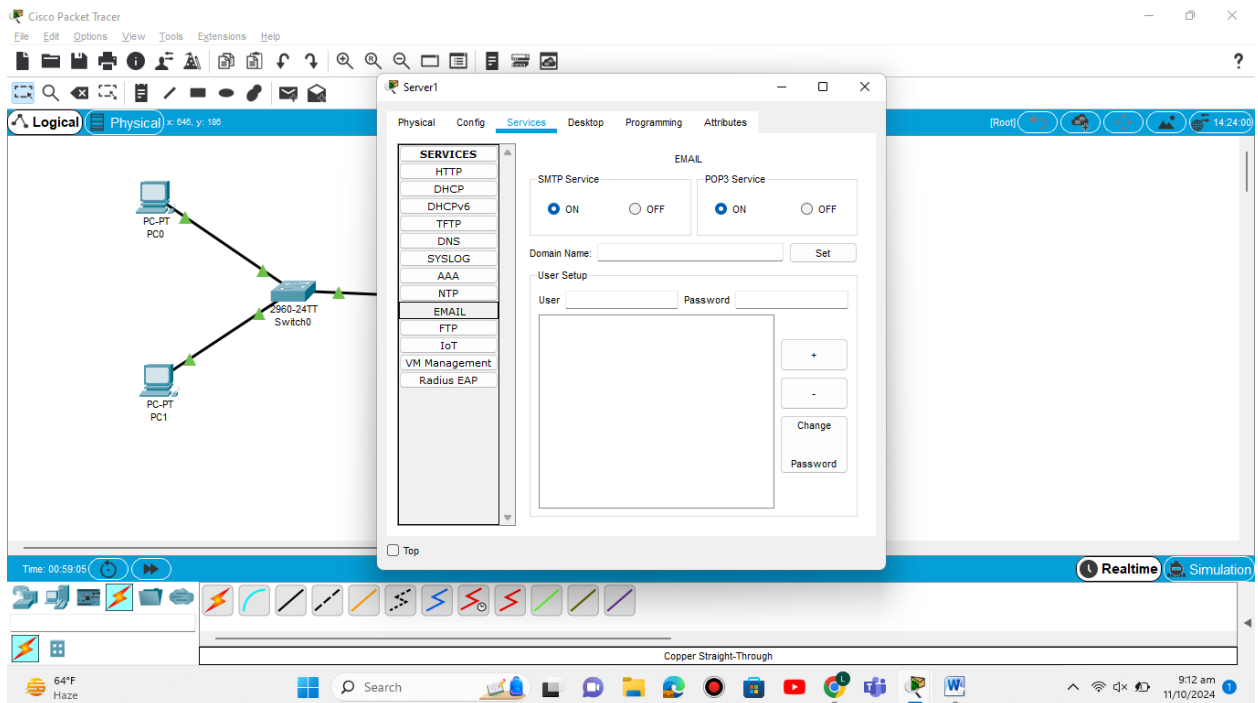 Cisco Packet Tracer
File Edit Options View Tools Extensions Help
?
Logical Physical x: 646, y: 186
[Root] 14:24:00
Server1
Physical Config Services Desktop Programming Attributes
SERVICES
HTTP
DHCP
DHCPv6
TFTP
DNS
SYSLOG
AAA
NTP
EMAIL
FTP
IoT
VM Management
Radius EAP
EMAIL
SMTP Service
ON OFF
POP3 Service
ON OFF
Domain Name: Set
User Setup
User Password
+
-
Change
Password
Top
PC-PT
PC0
2960-24TT
Switch0
PC-PT
PC1
Time: 00:59:05
Realtime Simulation
Copper Straight-Through
64°F
Haze
Search
9:12 am
11/10/2024
1